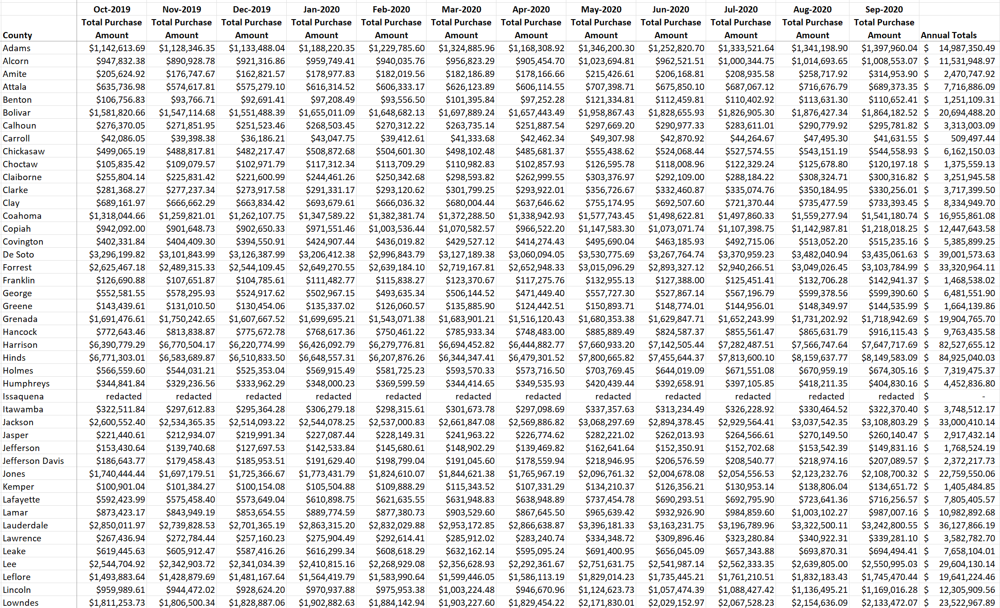 Oct-2019 Nov-2019 Dec-2019 Jan-2020 Feb-2020 Mar-2020 Apr-2020 May-2020 Jun-2020 Jul-2020 Aug-2020 Sep-2020
Total Purchase Total Purchase Total Purchase Total Purchase Total Purchase Total Purchase Total Purchase Total Purchase Total Purchase Total Purchase Total Purchase Total Purchase
County Amount Amount Amount Amount Amount Amount Amount Amount Amount Amount Amount Amount Annual Totals
Adams $1,142,613.69 $1,128,346.35 $1,133,488.04 $1,188,220.35 $1,229,785.60 $1,324,885.96 $1,168,308.92 $1,346,200.30 $1,252,820.70 $1,333,521.64 $1,341,198.90 $1,397,960.04 $ 14,987,350.49
Alcorn $947,832.38 $890,928.78 $921,316.86 $959,749.41 $940,035.76 $956,823.29 $905,454.70 $1,023,694.81 $962,521.51 $1,000,344.75 $1,014,693.65 $1,008,553.07 $ 11,531,948.97
Amite $205,624.92 $176,747.67 $162,821.57 $178,977.83 $182,019.56 $182,186.89 $178,166.66 $215,426.61 $206,168.81 $208,935.58 $258,717.92 $314,953.90 $ 2,470,747.92
Attala $635,736.98 $574,617.81 $575,279.10 $616,314.52 $606,333.17 $626,123.89 $606,114.55 $707,398.71 $675,850.10 $687,067.12 $716,676.79 $689,373.35 $ 7,716,886.09
Benton $106,756.83 $93,766.71 $92,691.41 $97,208.49 $93,556.50 $101,395.84 $97,252.28 $121,334.81 $112,459.81 $110,402.92 $113,631.30 $110,652.41 $ 1,251,109.31
Bolivar $1,581,820.66 $1,547,114.68 $1,551,488.39 $1,655,011.09 $1,648,682.13 $1,697,889.24 $1,657,443.49 $1,958,867.43 $1,828,655.93 $1,826,905.30 $1,876,427.34 $1,864,182.52 $ 20,694,488.20
Calhoun $276,370.05 $271,851.95 $251,523.46 $268,503.45 $270,312.22 $263,735.14 $251,887.54 $297,669.20 $290,977.33 $283,611.01 $290,779.92 $295,781.82 $ 3,313,003.09
Carroll $42,086.05 $39,398.38 $36,186.21 $43,047.75 $39,412.61 $41,333.68 $42,462.34 $49,307.98 $42,870.92 $44,264.67 $47,495.30 $41,631.55 $ 509,497.44
Chickasaw $499,065.19 $488,817.81 $482,217.47 $508,872.68 $504,601.30 $498,102.48 $485,681.37 $555,438.62 $524,068.44 $527,574.55 $543,151.19 $544,558.93 $ 6,162,150.03
Choctaw $105,835.42 $109,079.57 $102,971.79 $117,312.34 $113,709.29 $110,982.83 $102,857.93 $126,595.78 $118,008.96 $122,329.24 $125,678.80 $120,197.18 $ 1,375,559.13
Claiborne $255,804.14 $225,831.42 $221,600.99 $244,461.26 $250,342.68 $298,593.82 $262,999.55 $303,376.97 $292,109.00 $288,184.22 $308,324.71 $300,316.82 $ 3,251,945.58
Clarke $281,368.27 $277,237.34 $273,917.58 $291,331.17 $293,120.62 $301,799.25 $293,922.01 $356,726.67 $332,460.87 $335,074.76 $350,184.95 $330,256.01 $ 3,717,399.50
Clay $689,161.97 $666,662.29 $663,834.42 $693,679.61 $666,036.32 $680,004.44 $637,646.62 $755,174.95 $692,507.60 $721,370.44 $735,477.59 $733,393.45 $ 8,334,949.70
Coahoma $1,318,044.66 $1,259,821.01 $1,262,107.75 $1,347,589.22 $1,382,381.74 $1,372,288.50 $1,338,942.93 $1,577,743.45 $1,498,622.81 $1,497,860.33 $1,559,277.94 $1,541,180.74 $ 16,955,861.08
Copiah $942,092.00 $901,648.73 $902,650.33 $971,551.46 $1,003,536.44 $1,070,582.57 $966,522.20 $1,147,583.30 $1,073,071.74 $1,107,398.75 $1,142,987.81 $1,218,018.25 $ 12,447,643.58
Covington $402,331.84 $404,409.30 $394,550.91 $424,907.44 $436,019.82 $429,527.12 $414,274.43 $495,690.04 $463,185.93 $492,715.06 $513,052.20 $515,235.16 $ 5,385,899.25
De Soto $3,296,199.82 $3,101,843.99 $3,126,387.99 $3,206,412.38 $2,996,843.79 $3,127,189.38 $3,060,094.05 $3,530,775.69 $3,267,764.74 $3,370,959.23 $3,482,040.94 $3,435,061.63 $ 39,001,573.63
Forrest $2,625,467.18 $2,489,315.33 $2,544,109.45 $2,649,270.55 $2,639,184.10 $2,719,167.81 $2,652,948.33 $3,015,096.29 $2,893,327.12 $2,940,266.51 $3,049,026.45 $3,103,784.99 $ 33,320,964.11
Franklin $126,690.88 $107,651.87 $104,785.61 $111,482.77 $115,838.27 $123,370.67 $117,275.76 $132,955.13 $127,388.00 $125,451.41 $132,706.28 $142,941.37 $ 1,468,538.02
George $552,581.55 $578,295.93 $524,917.62 $502,967.15 $493,635.34 $506,144.52 $471,449.40 $557,727.30 $527,867.14 $567,196.79 $599,378.56 $599,390.60 $ 6,481,551.90
Greene $143,439.61 $131,010.50 $130,454.06 $135,337.02 $126,060.57 $135,885.90 $124,442.51 $150,893.71 $148,774.01 $144,956.01 $148,349.97 $144,535.99 $ 1,664,139.86
Grenada $1,691,476.61 $1,750,242.65 $1,607,667.52 $1,699,695.21 $1,543,071.38 $1,683,901.21 $1,516,120.43 $1,680,353.38 $1,629,847.71 $1,652,243.99 $1,731,202.92 $1,718,942.69 $ 19,904,765.70
Hancock $772,643.46 $813,838.87 $775,672.78 $768,617.36 $750,461.22 $785,933.34 $748,483.00 $885,889.49 $824,587.37 $855,561.47 $865,631.79 $916,115.43 $ 9,763,435.58
Harrison $6,390,779.29 $6,770,504.17 $6,220,774.99 $6,426,092.79 $6,279,776.81 $6,694,452.82 $6,444,882.77 $7,660,933.20 $7,142,505.44 $7,282,487.51 $7,566,747.64 $7,647,717.69 $ 82,527,655.12
Hinds $6,771,303.01 $6,583,689.87 $6,510,833.50 $6,648,557.31 $6,207,876.26 $6,344,347.41 $6,479,301.52 $7,800,665.82 $7,455,644.37 $7,813,600.10 $8,159,637.77 $8,149,583.09 $ 84,925,040.03
Holmes $566,559.60 $544,031.21 $525,353.04 $569,915.49 $581,725.23 $593,570.33 $573,716.50 $703,769.45 $644,019.09 $671,551.08 $670,959.19 $674,305.16 $ 7,319,475.37
Humphreys $344,841.84 $329,236.56 $333,962.29 $348,000.23 $369,599.59 $344,414.65 $349,535.93 $420,439.44 $392,658.91 $397,105.85 $418,211.35 $404,830.16 $ 4,452,836.80
Issaquena redacted redacted redacted redacted redacted redacted redacted redacted redacted redacted redacted redacted $ -
Itawamba $322,511.84 $297,612.83 $295,364.28 $306,279.18 $298,315.61 $301,673.78 $297,098.69 $337,357.63 $313,234.49 $326,228.92 $330,464.52 $322,370.40 $ 3,748,512.17
Jackson $2,600,552.40 $2,534,365.35 $2,514,093.22 $2,544,078.25 $2,537,000.83 $2,661,847.08 $2,569,886.82 $3,068,297.69 $2,894,378.45 $2,929,564.41 $3,037,542.35 $3,108,803.29 $ 33,000,410.14
Jasper $221,440.61 $212,934.07 $219,991.34 $227,087.44 $228,149.31 $241,963.22 $226,774.62 $282,221.02 $262,013.93 $264,566.61 $270,149.50 $260,140.47 $ 2,917,432.14
Jefferson $153,430.64 $139,740.68 $127,697.53 $142,533.84 $145,680.61 $148,902.29 $139,469.82 $162,641.64 $152,350.91 $152,702.68 $153,542.39 $149,831.16 $ 1,768,524.19
Jefferson Davis $186,643.77 $179,458.43 $185,953.51 $191,629.40 $198,799.04 $191,045.60 $178,559.94 $218,946.95 $206,576.59 $208,540.77 $218,974.16 $207,089.57 $ 2,372,217.73
Jones $1,740,444.44 $1,697,179.51 $1,725,366.67 $1,773,431.79 $1,824,610.07 $1,844,621.38 $1,765,967.19 $2,096,761.32 $2,004,678.08 $2,054,556.53 $2,123,232.76 $2,108,700.32 $ 22,759,550.06
Kemper $100,901.04 $101,384.27 $100,154.08 $105,504.88 $109,888.29 $115,343.52 $107,331.29 $134,210.37 $126,356.21 $130,953.14 $138,806.04 $134,651.72 $ 1,405,484.85
Lafayette $592,423.99 $575,458.40 $573,649.04 $610,898.75 $621,635.55 $631,948.83 $638,948.89 $737,454.78 $690,293.51 $692,795.90 $723,641.36 $716,256.57 $ 7,805,405.57
Lamar $873,423.17 $843,949.19 $853,654.55 $889,774.59 $877,380.73 $903,529.60 $867,645.50 $965,639.42 $932,926.90 $984,859.60 $1,003,102.27 $987,007.16 $ 10,982,892.68
Lauderdale $2,850,011.97 $2,739,828.53 $2,701,365.19 $2,863,315.20 $2,832,029.88 $2,953,172.85 $2,866,638.87 $3,396,181.33 $3,163,231.75 $3,196,789.96 $3,322,500.11 $3,242,800.55 $ 36,127,866.19
Lawrence $267,436.94 $272,784.44 $257,160.23 $275,904.49 $292,614.41 $285,912.02 $283,240.74 $334,348.72 $309,896.46 $323,280.84 $340,922.31 $339,281.10 $ 3,582,782.70
Leake $619,445.63 $605,912.47 $587,416.26 $616,299.34 $608,618.29 $632,162.14 $595,095.24 $691,400.95 $656,045.09 $657,343.88 $693,870.31 $694,494.41 $ 7,658,104.01
Lee $2,544,704.92 $2,342,903.72 $2,341,034.39 $2,410,815.16 $2,268,929.08 $2,356,628.93 $2,292,361.67 $2,751,631.75 $2,541,987.14 $2,562,333.35 $2,639,805.00 $2,550,995.03 $ 29,604,130.14
Leflore $1,493,883.64 $1,428,879.69 $1,481,167.64 $1,564,419.79 $1,583,990.64 $1,599,446.05 $1,586,113.19 $1,829,014.23 $1,735,445.21 $1,761,210.51 $1,832,183.43 $1,745,470.44 $ 19,641,224.46
Lincoln $959,989.61 $944,472.02 $928,624.20 $970,937.88 $975,953.38 $1,003,224.48 $946,670.96 $1,124,623.73 $1,057,474.39 $1,088,427.42 $1,136,495.21 $1,169,016.28 $ 12,305,909.56
Lowndes $1,811,253.73 $1,806,500.34 $1,828,887.06 $1,902,882.63 $1,884,142.94 $1,903,227.60 $1,829,454.22 $2,171,830.01 $2,029,152.97 $2,067,528.23 $2,154,636.09 $2,133,472.07 $ 23,522,967.89